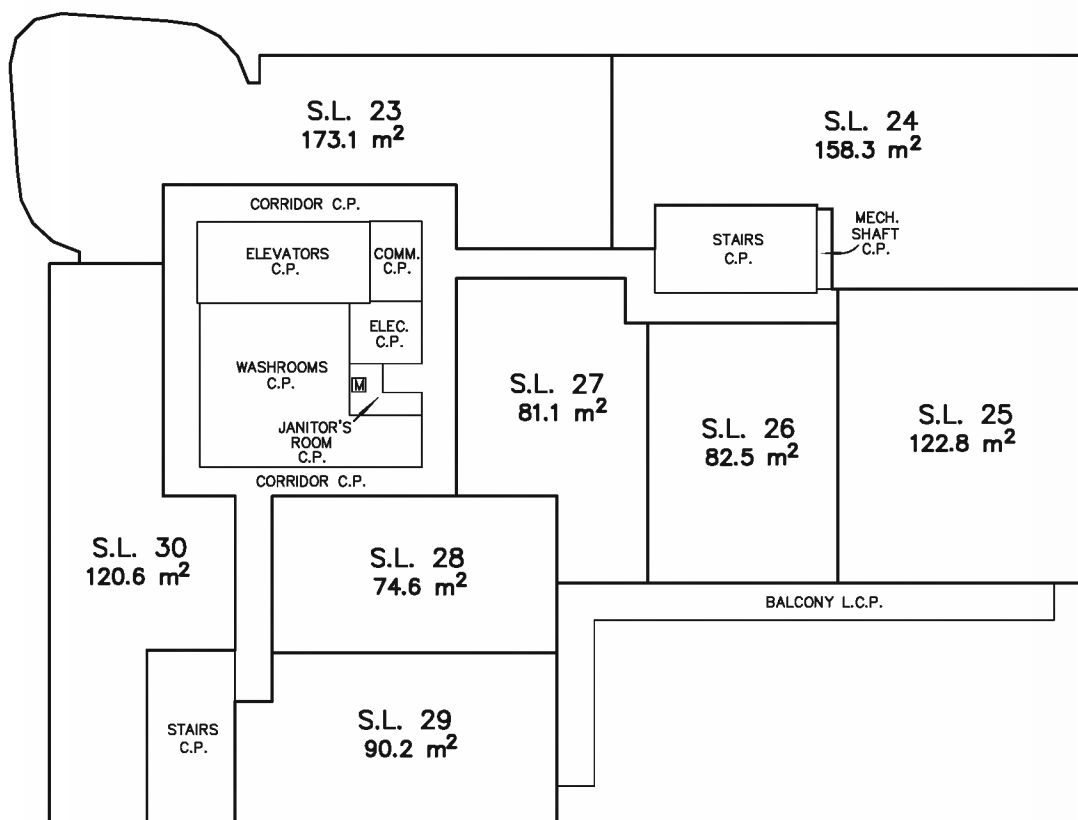 S.L. 23
173.1 m²
S.L. 24
158.3 m²
CORRIDOR C.P.
ELEVATORS
C.P.
COMM.
C.P.
STAIRS
C.P.
MECH.
SHAFT
C.P.
ELEC.
C.P.
WASHROOMS
C.P.
M
JANITOR'S
ROOM
C.P.
CORRIDOR C.P.
S.L. 27
81.1 m²
S.L. 26
82.5 m²
S.L. 25
122.8 m²
S.L. 30
120.6 m²
S.L. 28
74.6 m²
BALCONY L.C.P.
STAIRS
C.P.
S.L. 29
90.2 m²